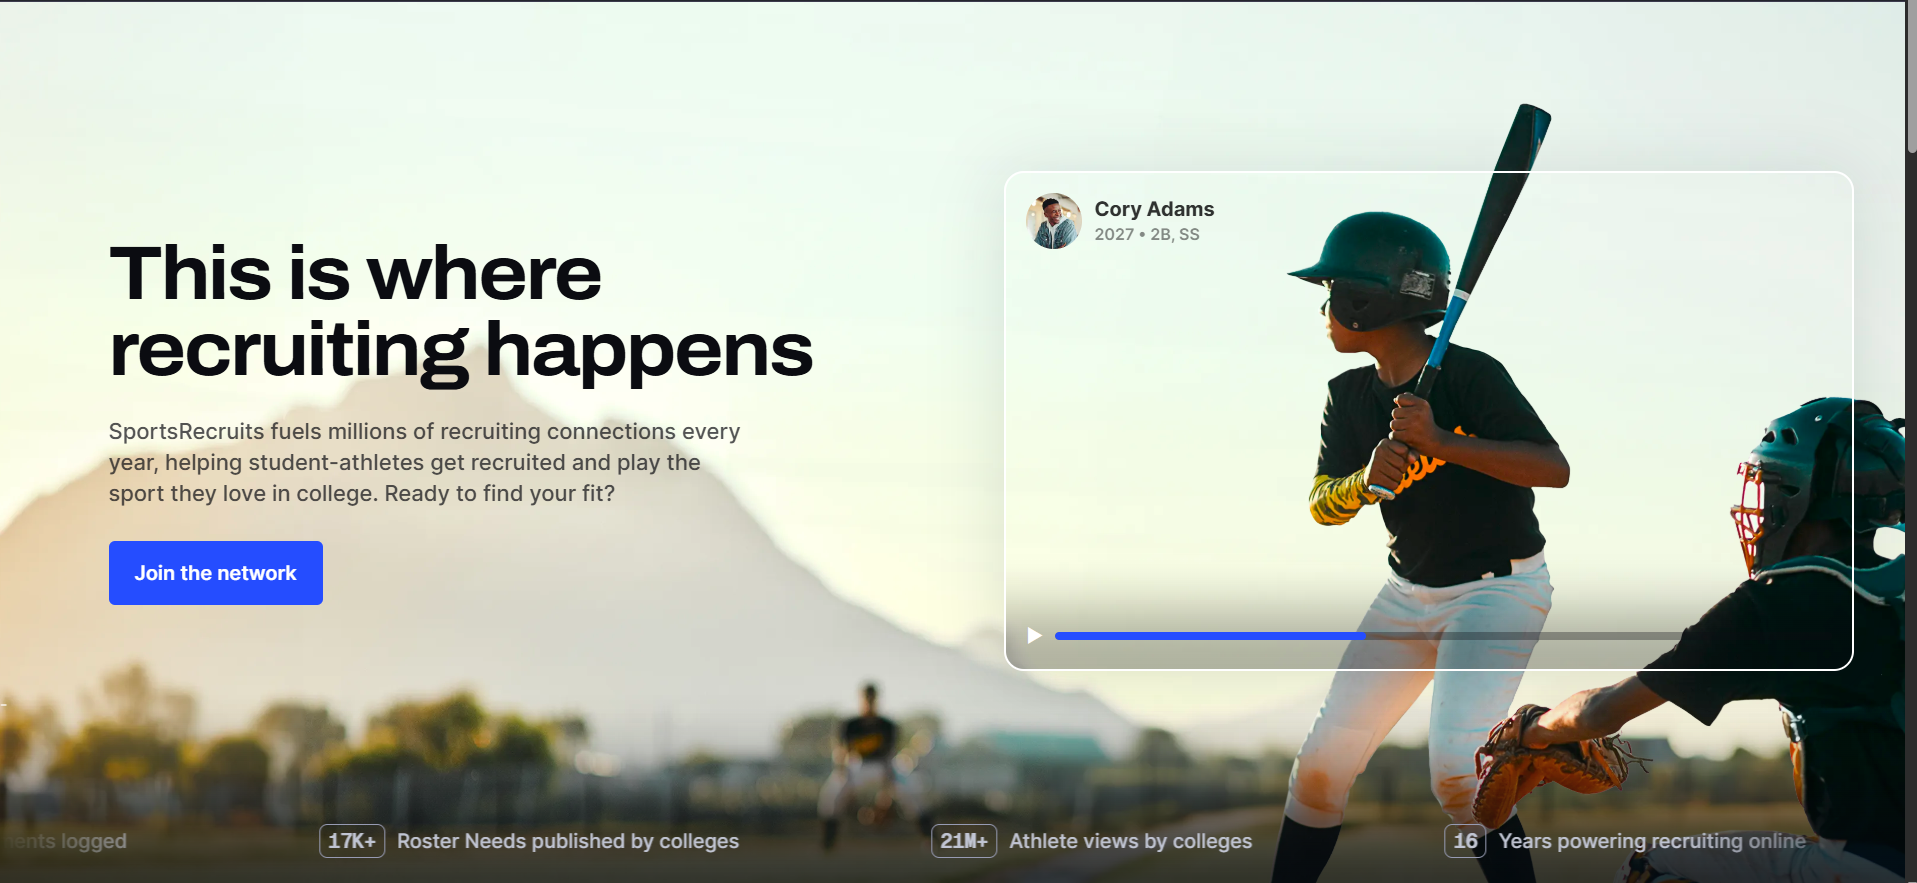 Cory Adams
2027 • 2B, SS
This is where
recruiting happens
SportsRecruits fuels millions of recruiting connections every
year, helping student-athletes get recruited and play the
sport they love in college. Ready to find your fit?
Join the network
logged
17K+ Roster Needs published by colleges
21M+ Athlete views by colleges
16 Years powering recruiting online